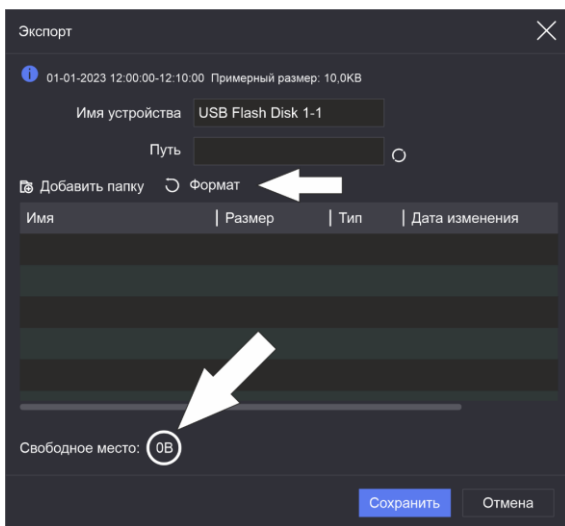 Экспорт
01-01-2023 12:00:00-12:10:00 Примерный размер: 10,0KB
Имя устройства USB Flash Disk 1-1
Путь
Добавить папку Формат
Имя Размер Тип Дата изменения
Свободное место: 0B
Сохранить Отмена